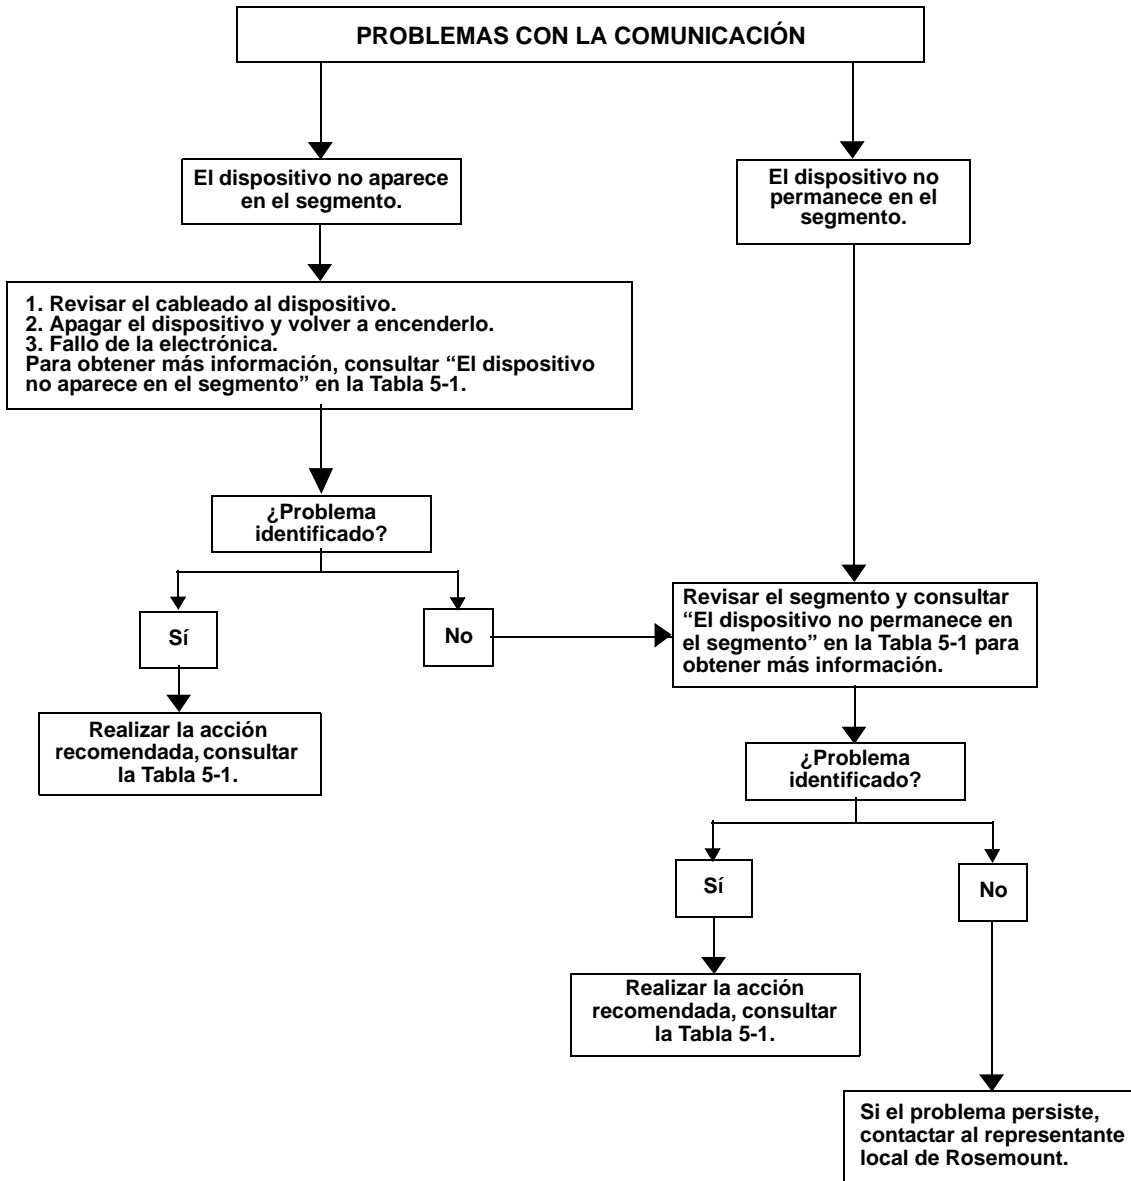 PROBLEMAS CON LA COMUNICACIÓN
El dispositivo no aparece
en el segmento.
El dispositivo no
permanece en el
segmento.
1. Revisar el cableado al dispositivo.
2. Apagar el dispositivo y volver a encenderlo.
3. Fallo de la electrónica.
Para obtener más información, consultar “El dispositivo
no aparece en el segmento” en la Tabla 5-1.
¿Problema
identificado?
Sí
No
Revisar el segmento y consultar
“El dispositivo no permanece en
el segmento” en la Tabla 5-1 para
obtener más información.
Realizar la acción
recomendada, consultar
la Tabla 5-1.
¿Problema
identificado?
Sí
No
Realizar la acción
recomendada, consultar
la Tabla 5-1.
Si el problema persiste,
contactar al representante
local de Rosemount.